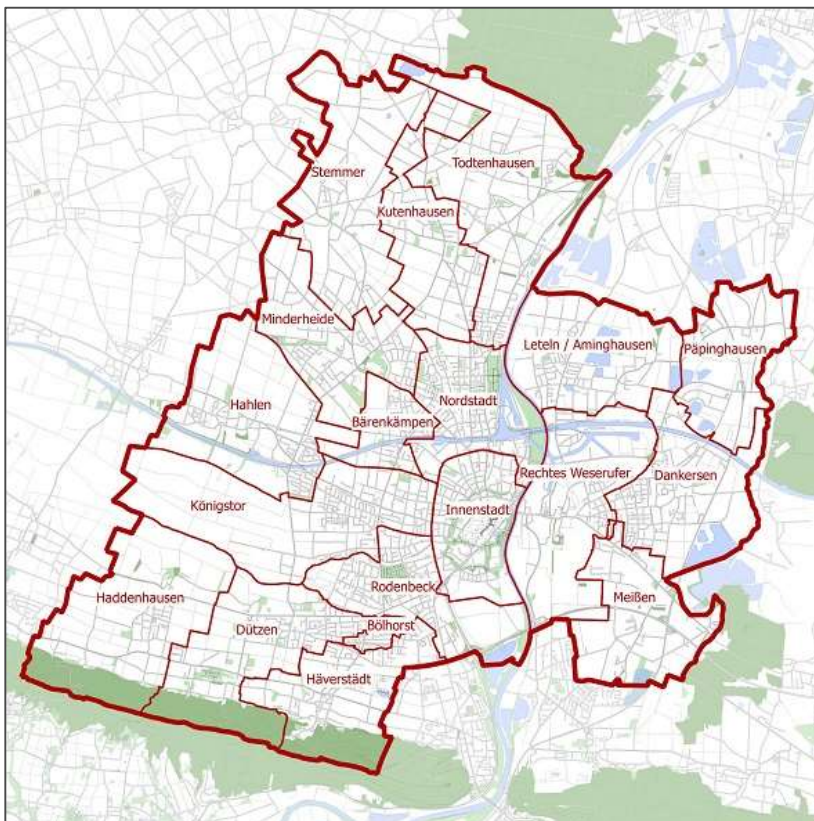 Todtenhausen
Stemmer
Kutenhausen
Minderheide
Leteln / Aminghausen
Päpinghausen
Hahlen
Nordstadt
Bärenkämpen
Rechtes Weserufer
Dankersen
Königstor
Innenstadt
Rodenbeck
Haddenhausen
Meißen
Bölhorst
Dützen
Häverstädt